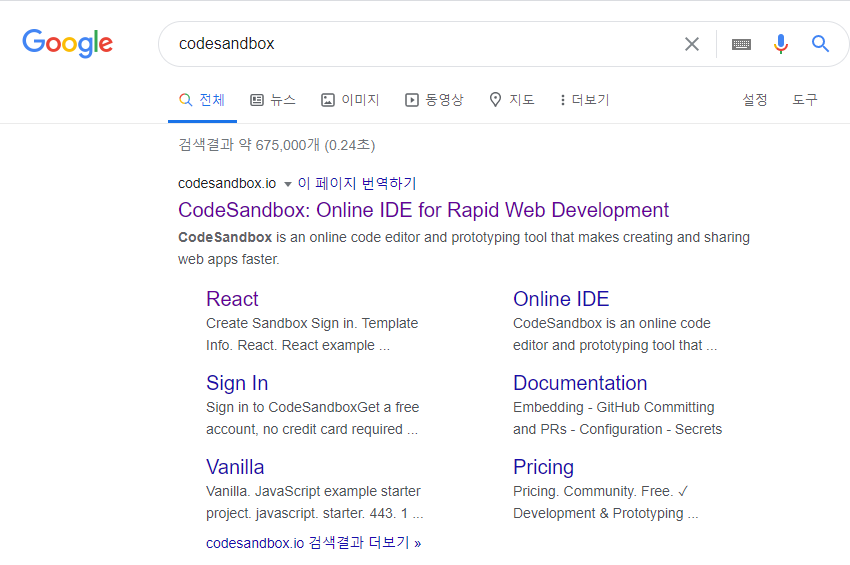 Google
codesandbox
전체 뉴스 이미지 동영상 지도 더보기 설정 도구
검색결과 약 675,000개 (0.24초)
codesandbox.io 이 페이지 번역하기
CodeSandbox: Online IDE for Rapid Web Development
CodeSandbox is an online code editor and prototyping tool that makes creating and sharing
web apps faster.
React
Create Sandbox Sign in. Template
Info. React. React example ...
Online IDE
CodeSandbox is an online code
editor and prototyping tool that ...
Sign In
Sign in to CodeSandboxGet a free
account, no credit card required ...
Documentation
Embedding - GitHub Committing
and PRs - Configuration - Secrets
Vanilla
Vanilla. JavaScript example starter
project. javascript. starter. 443. 1 ...
Pricing
Pricing. Community. Free. ✓
Development & Prototyping ...
codesandbox.io 검색결과 더보기 »